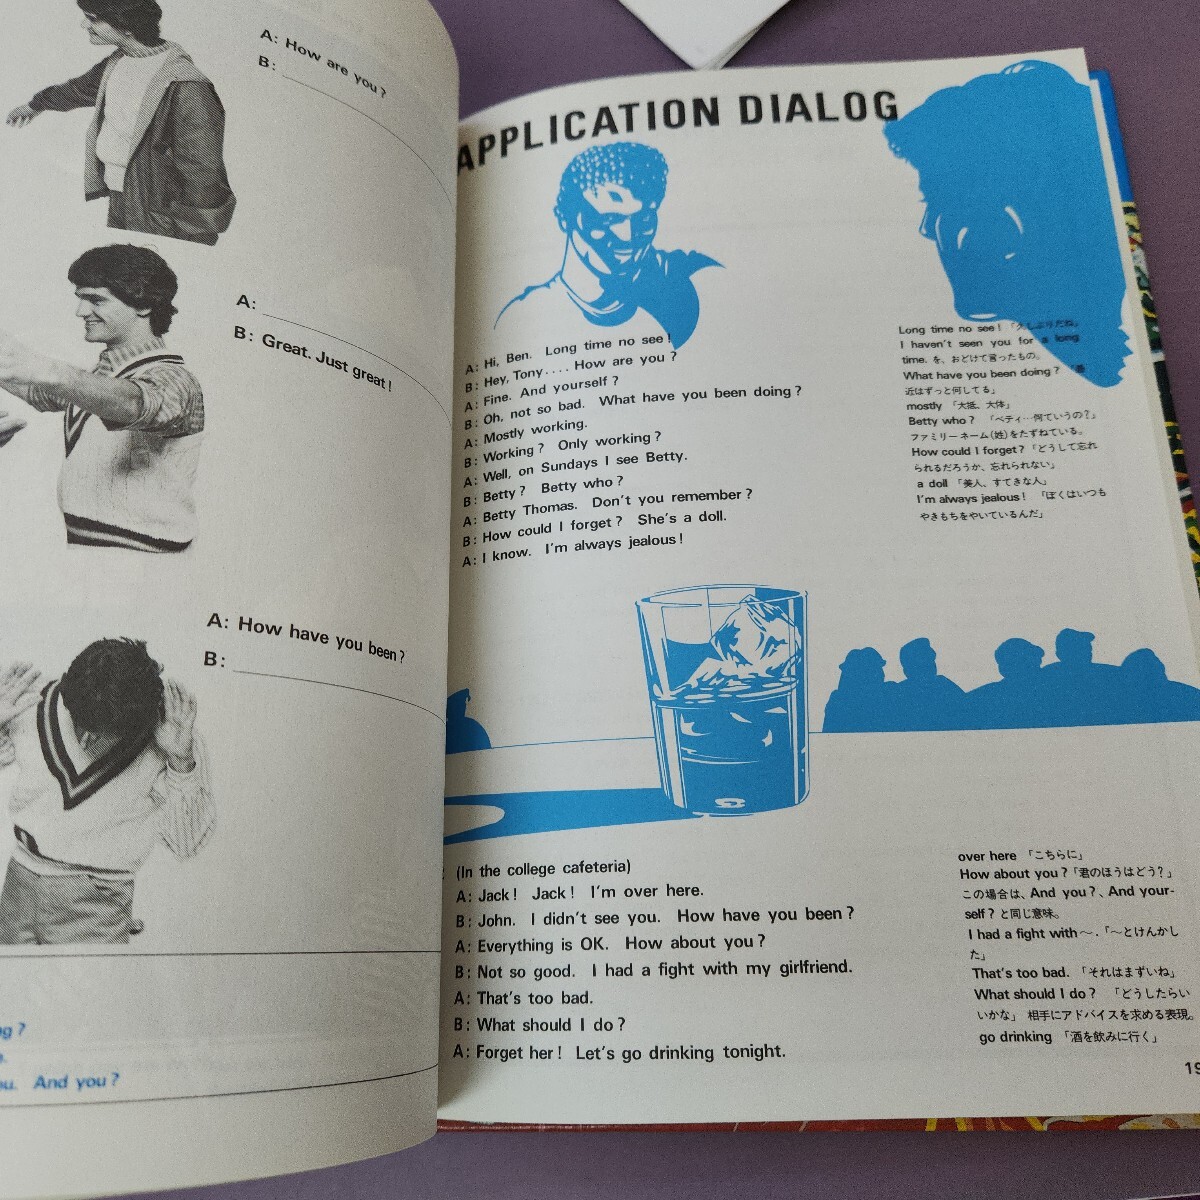 A: How are you?
B:
A:
B: Great. Just great!
A: How have you been?
B:
?
And you?
APPLICATION DIALOG
A: Hi, Ben. Long time no see!
B: Hey, Tony.... How are you?
A: Fine. And yourself?
B: Oh, not so bad. What have you been doing?
A: Mostly working.
B: Working? Only working?
A: Well, on Sundays I see Betty.
B: Betty? Betty who?
A: Betty Thomas. Don't you remember?
B: How could I forget? She's a doll.
A: I know. I'm always jealous!
Long time no see!「久しぶりだね」
I haven't seen you for a long
time. を、おどけて言ったもの。
What have you been doing?「最
近はずっと何してる」
mostly「大抵、大体」
Betty who?「ベティ…何ていうの?」
ファミリーネーム(姓)をたずねている。
How could I forget?「どうして忘れ
られるだろうか、忘れられない」
a doll「美人、すてきな人」
I'm always jealous!「ぼくはいつも
やきもちをやいているんだ」
(In the college cafeteria)
A: Jack! Jack! I'm over here.
B: John. I didn't see you. How have you been?
A: Everything is OK. How about you?
B: Not so good. I had a fight with my girlfriend.
A: That's too bad.
B: What should I do?
A: Forget her! Let's go drinking tonight.
over here「こちらに」
How about you?「君のほうはどう?」
この場合は、And you?、And your-
self? と同じ意味。
I had a fight with〜.「〜とけんかし
た」
That's too bad.「それはまずいね」
What should I do?「どうしたらい
いかな」相手にアドバイスを求める表現。
go drinking「酒を飲みに行く」
19